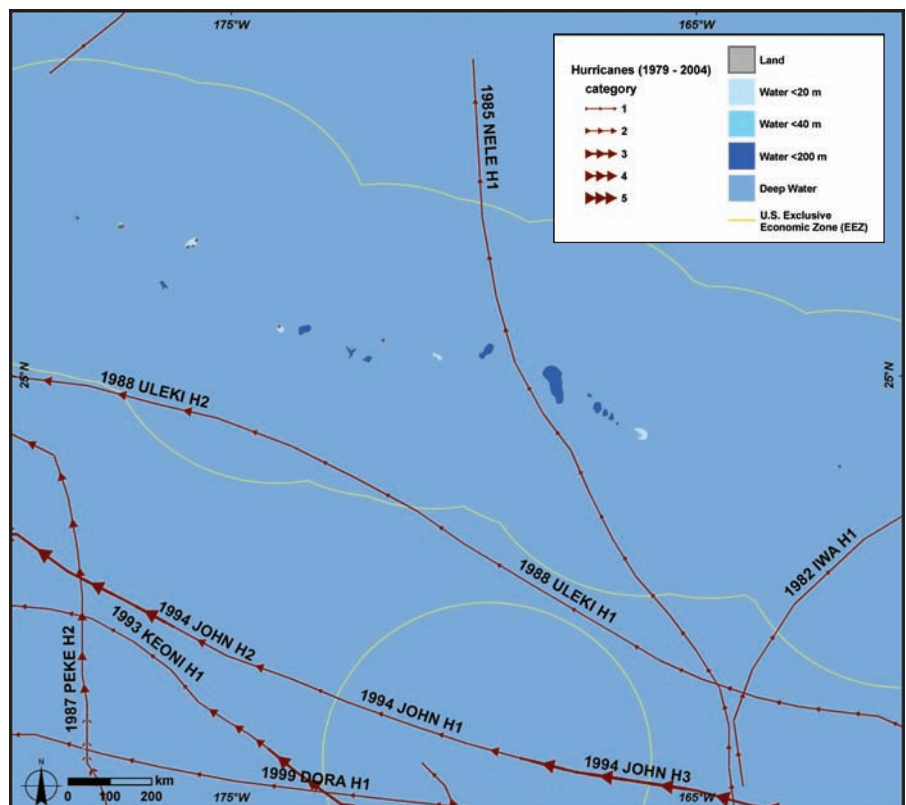 175°W
165°W
Hurricanes (1979 - 2004)
category
1
2
3
4
5
Land
Water <20 m
Water <40 m
Water <200 m
Deep Water
U.S. Exclusive
Economic Zone (EEZ)
1985 NELE H1
25°N
25°N
1988 ULEKI H2
1988 ULEKI H1
1982 IWA H1
1994 JOHN H2
1993 KEONI H1
1987 PEKE H2
1994 JOHN H1
1994 JOHN H3
1999 DORA H1
N
km
0 100 200
175°W
165°W